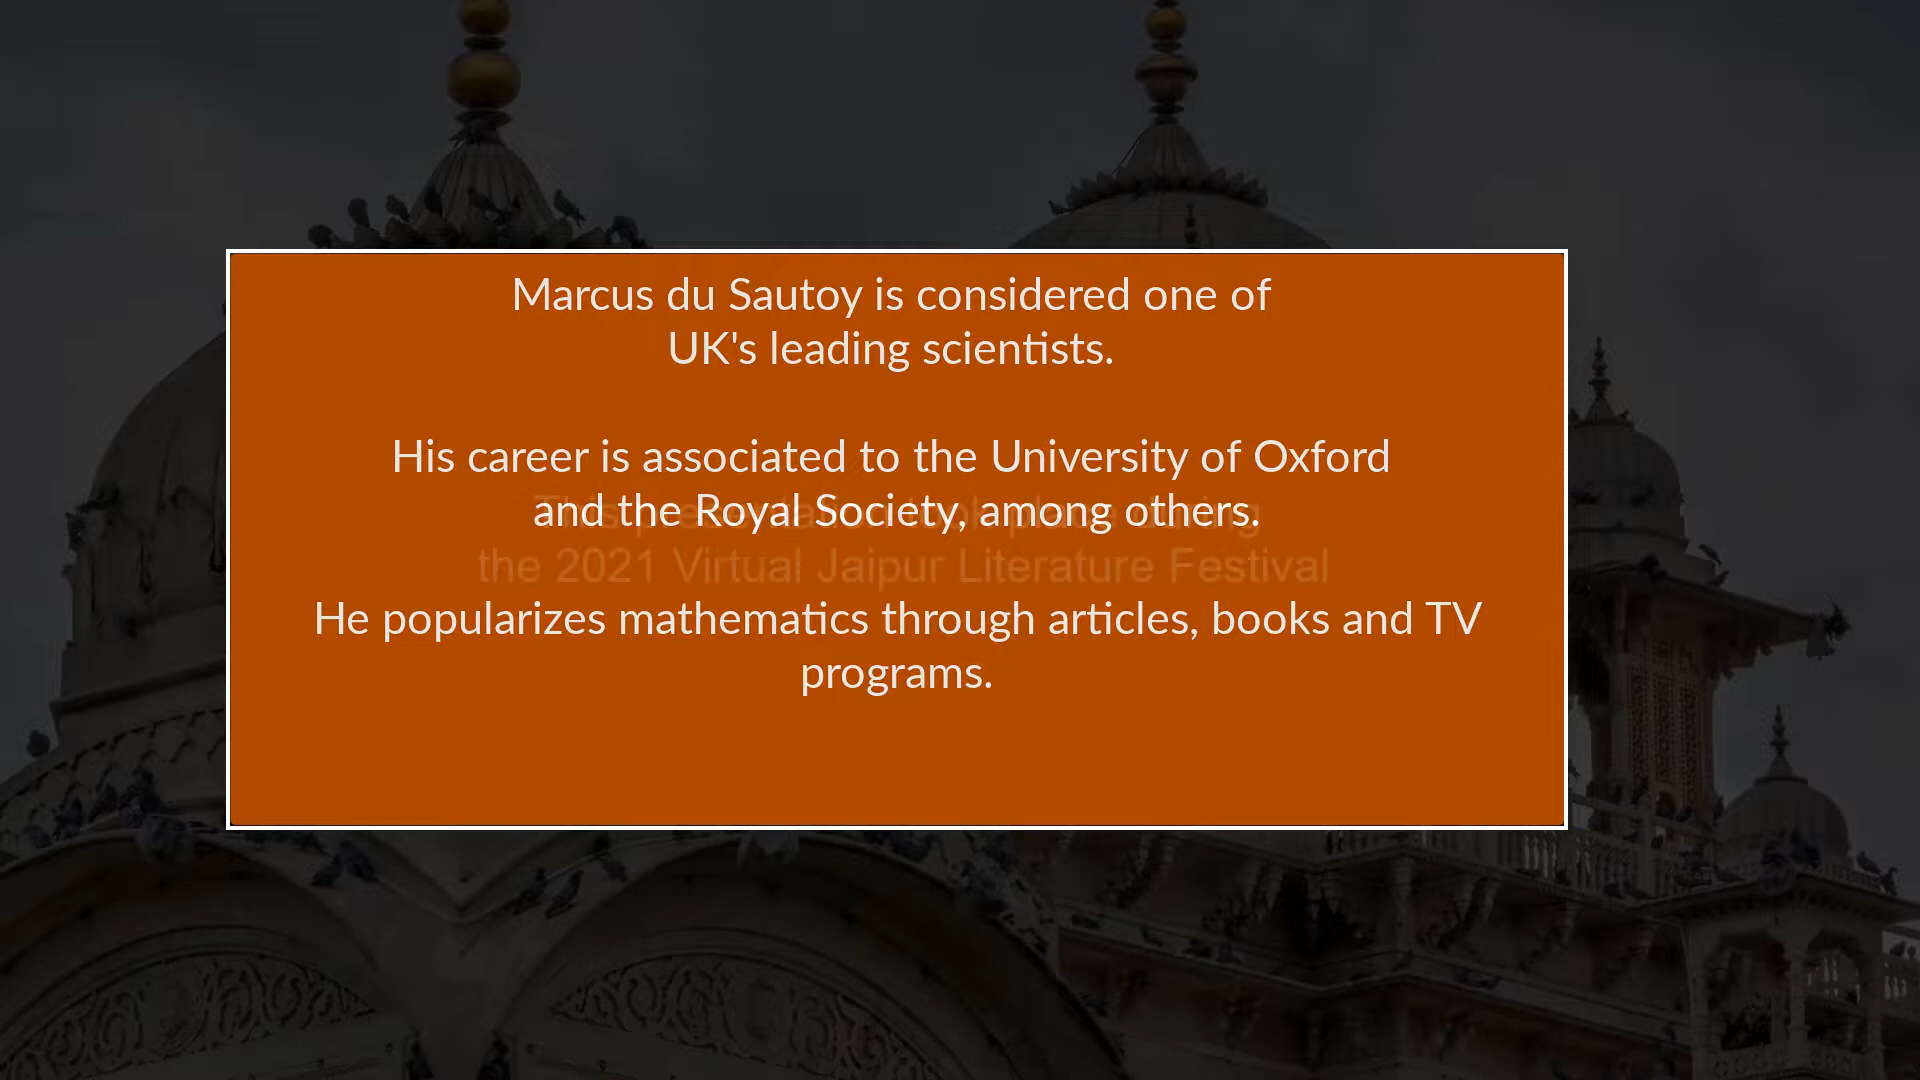 Marcus du Sautoy is considered one of
UK's leading scientists.
His career is associated to the University of Oxford
and the Royal Society, among others.
the 2021 Virtual Jaipur Literature Festival
He popularizes mathematics through articles, books and TV
programs.